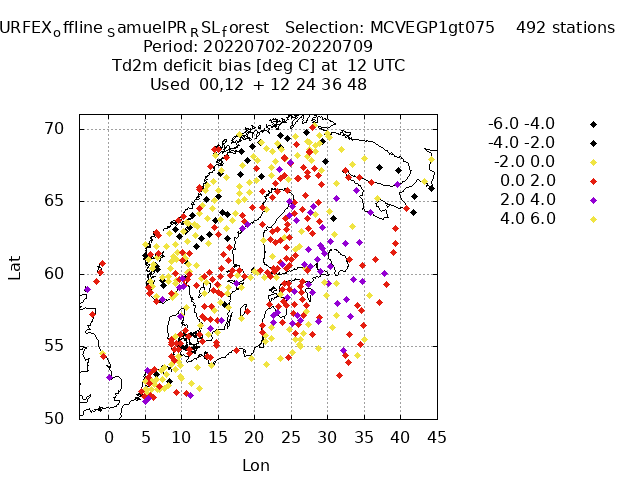 URFEXoffline SamuelPRRSLforest Selection: MCVEGP1gt075 492 stations
Period: 20220702-20220709
Td2m deficit bias [deg C] at 12 UTC
Used 00,12 + 12 24 36 48
-6.0 -4.0
-4.0 -2.0
-2.0 0.0
0.0 2.0
2.0 4.0
4.0 6.0
70
65
60
55
50
Lat
0 5 10 15 20 25 30 35 40 45
Lon